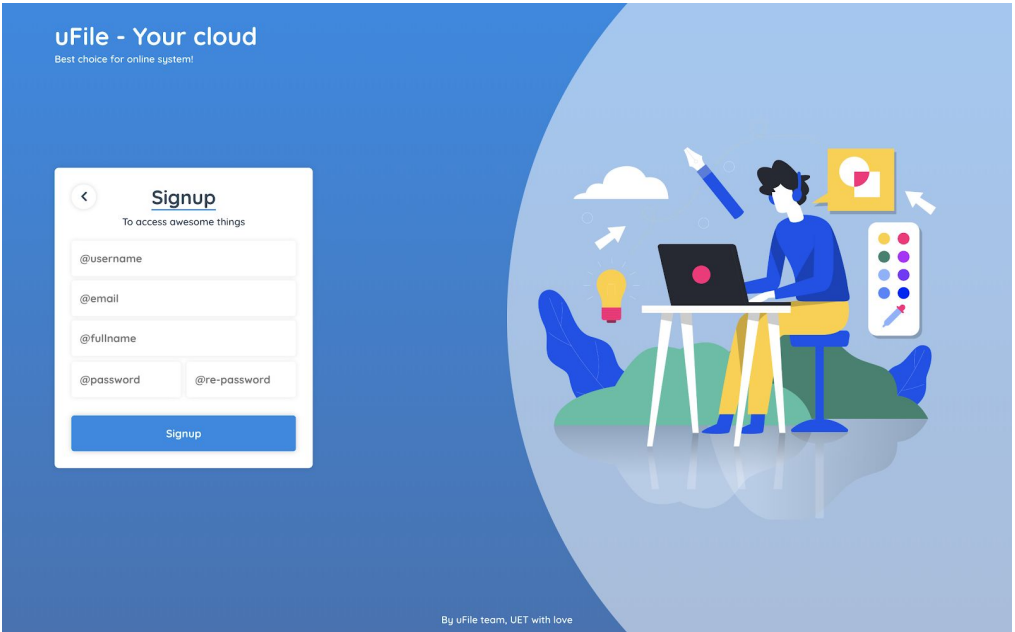 uFile - Your cloud
Best choice for online system!
Signup
To access awesome things
@username
@email
@fullname
@password
@re-password
Signup
By uFile team, UET with love